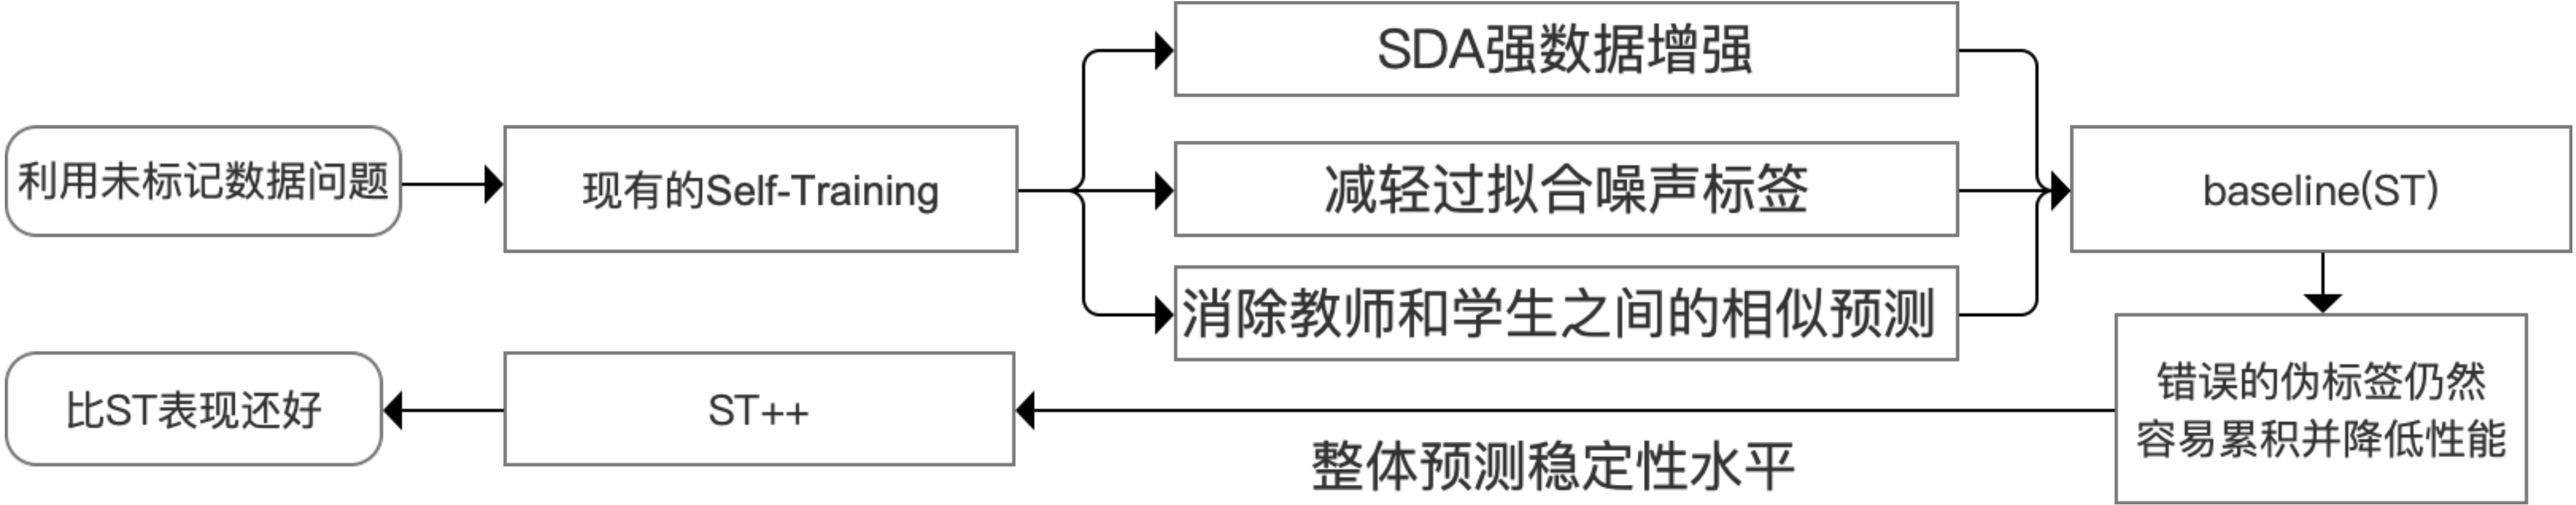 利用未标记数据问题
现有的Self-Training
SDA强数据增强
减轻过拟合噪声标签
消除教师和学生之间的相似预测
baseline(ST)
错误的伪标签仍然
容易累积并降低性能
整体预测稳定性水平
ST++
比ST表现还好